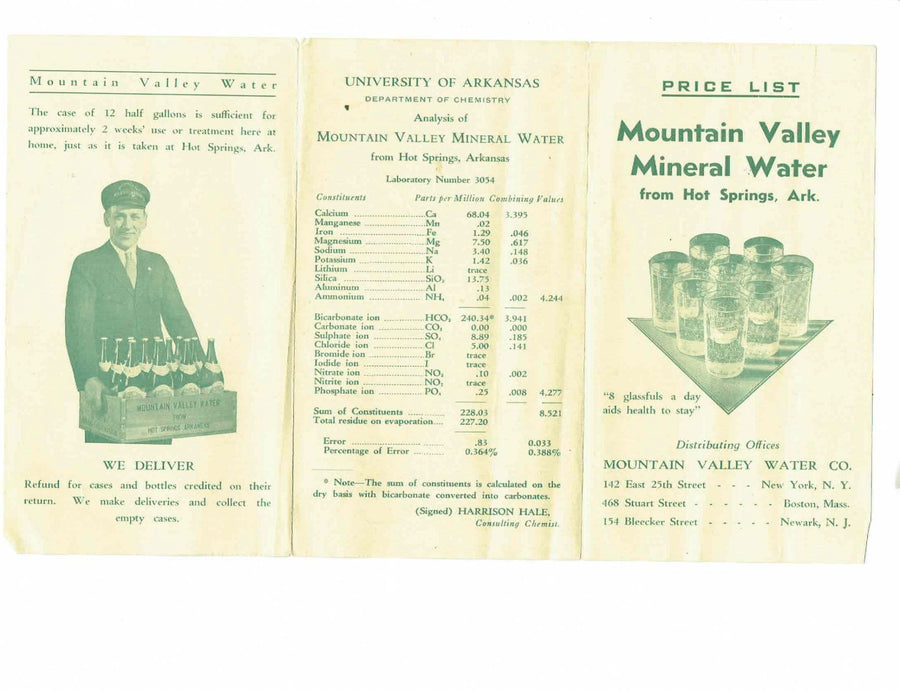 Mountain Valley Water
The case of 12 half gallons is sufficient for
approximately 2 weeks' use or treatment here at
home, just as it is taken at Hot Springs, Ark.
MOUNTAIN VALLEY WATER
FROM
HOT SPRINGS ARKANSAS
WE DELIVER
Refund for cases and bottles credited on their
return. We make deliveries and collect the
empty cases.
UNIVERSITY OF ARKANSAS
DEPARTMENT OF CHEMISTRY
Analysis of
MOUNTAIN VALLEY MINERAL WATER
from Hot Springs, Arkansas
Laboratory Number 3054
Constituents Parts per Million Combining Values
Calcium ........ Ca 68.04 3.395
Manganese ........ Mn .02
Iron ........ Fe 1.29 .046
Magnesium ........ Mg 7.50 .617
Sodium ........ Na 3.40 .148
Potassium ........ K 1.42 .036
Lithium ........ Li trace
Silica ........ SiO₂ 13.75
Aluminum ........ Al .13
Ammonium ........ NH₄ .04 .002 4.244
Bicarbonate ion ........ HCO₃ 240.34* 3.941
Carbonate ion ........ CO₃ 0.00 .000
Sulphate ion ........ SO₄ 8.89 .185
Chloride ion ........ Cl 5.00 .141
Bromide ion ........ Br trace
Iodide ion ........ I trace
Nitrate ion ........ NO₃ .10 .002
Nitrite ion ........ NO₂ trace
Phosphate ion ........ PO₄ .25 .008 4.277
Sum of Constituents ........ 228.03 8.521
Total residue on evaporation.... 227.20
Error ........ .83 0.033
Percentage of Error ........ 0.364% 0.388%
* Note—The sum of constituents is calculated on the
dry basis with bicarbonate converted into carbonates.
(Signed) HARRISON HALE,
Consulting Chemist.
PRICE LIST
Mountain Valley
Mineral Water
from Hot Springs, Ark.
"8 glassfuls a day
aids health to stay"
Distributing Offices
MOUNTAIN VALLEY WATER CO.
142 East 25th Street - - - New York, N. Y.
468 Stuart Street - - - - - - Boston, Mass.
154 Bleecker Street - - - - - Newark, N. J.